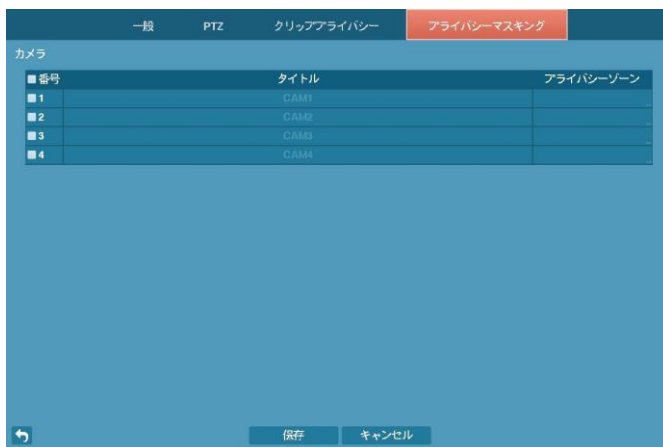 一般 PTZ クリッププライバシー プライバシーマスキング
カメラ
番号 タイトル プライバシーゾーン
1 CAM1 ...
2 CAM2 ...
3 CAM3 ...
4 CAM4 ...
保存 キャンセル